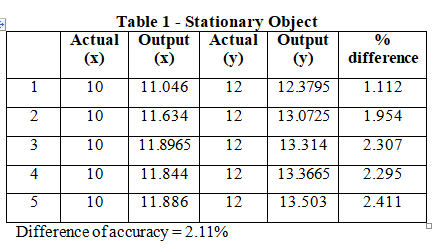 Table 1 - Stationary Object
Actual (x) Output (x) Actual (y) Output (y) % difference
1 10 11.046 12 12.3795 1.112
2 10 11.634 12 13.0725 1.954
3 10 11.8965 12 13.314 2.307
4 10 11.844 12 13.3665 2.295
5 10 11.886 12 13.503 2.411
Difference of accuracy = 2.11%